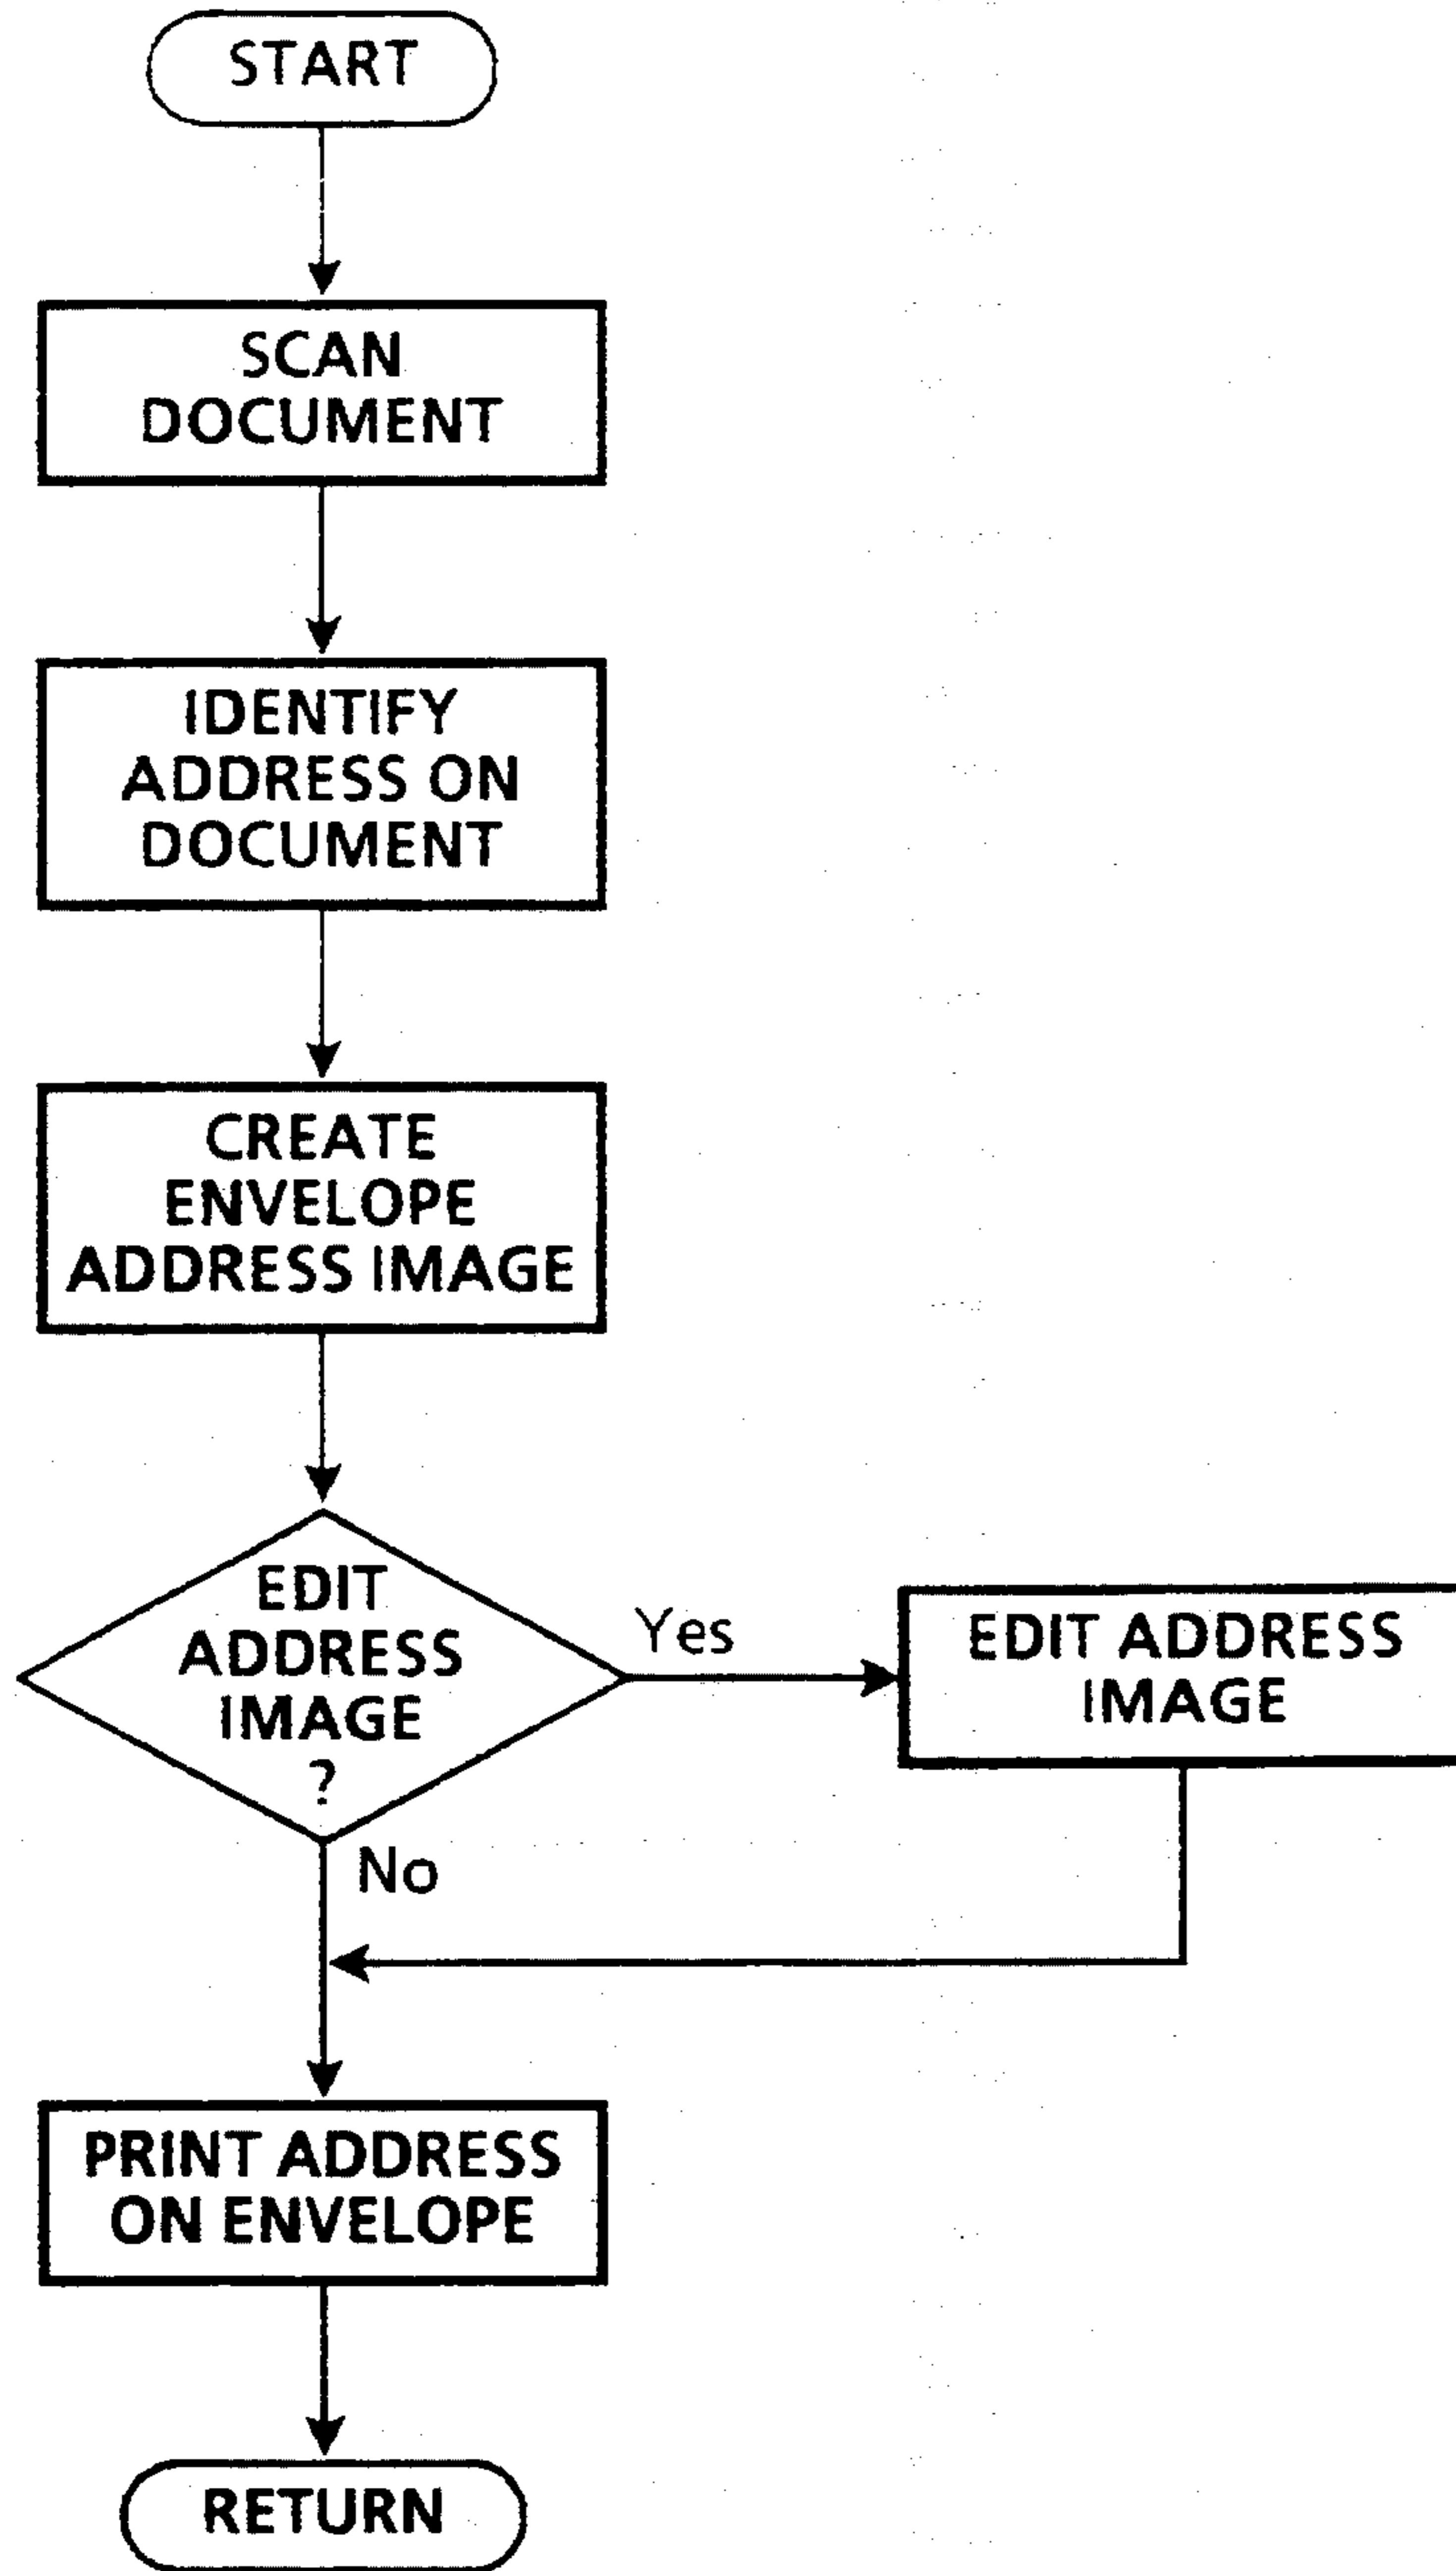 START
SCAN
DOCUMENT
IDENTIFY
ADDRESS ON
DOCUMENT
CREATE
ENVELOPE
ADDRESS IMAGE
EDIT
ADDRESS
IMAGE
?
Yes
EDIT ADDRESS
IMAGE
No
PRINT ADDRESS
ON ENVELOPE
RETURN